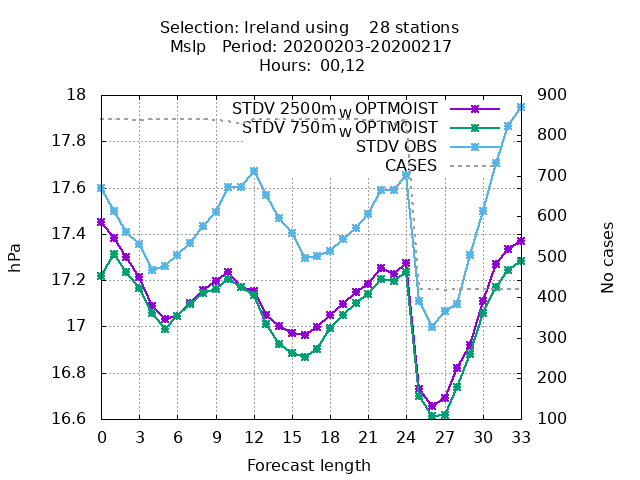 Selection: Ireland using 28 stations
Mslp Period: 20200203-20200217
Hours: 00,12
STDV 2500m W OPTMOIST
STDV 750m W OPTMOIST
STDV OBS
CASES
18
17.8
17.6
17.4
17.2
17
16.8
16.6
900
800
700
600
500
400
300
200
100
hPa
No cases
0 3 6 9 12 15 18 21 24 27 30 33
Forecast length